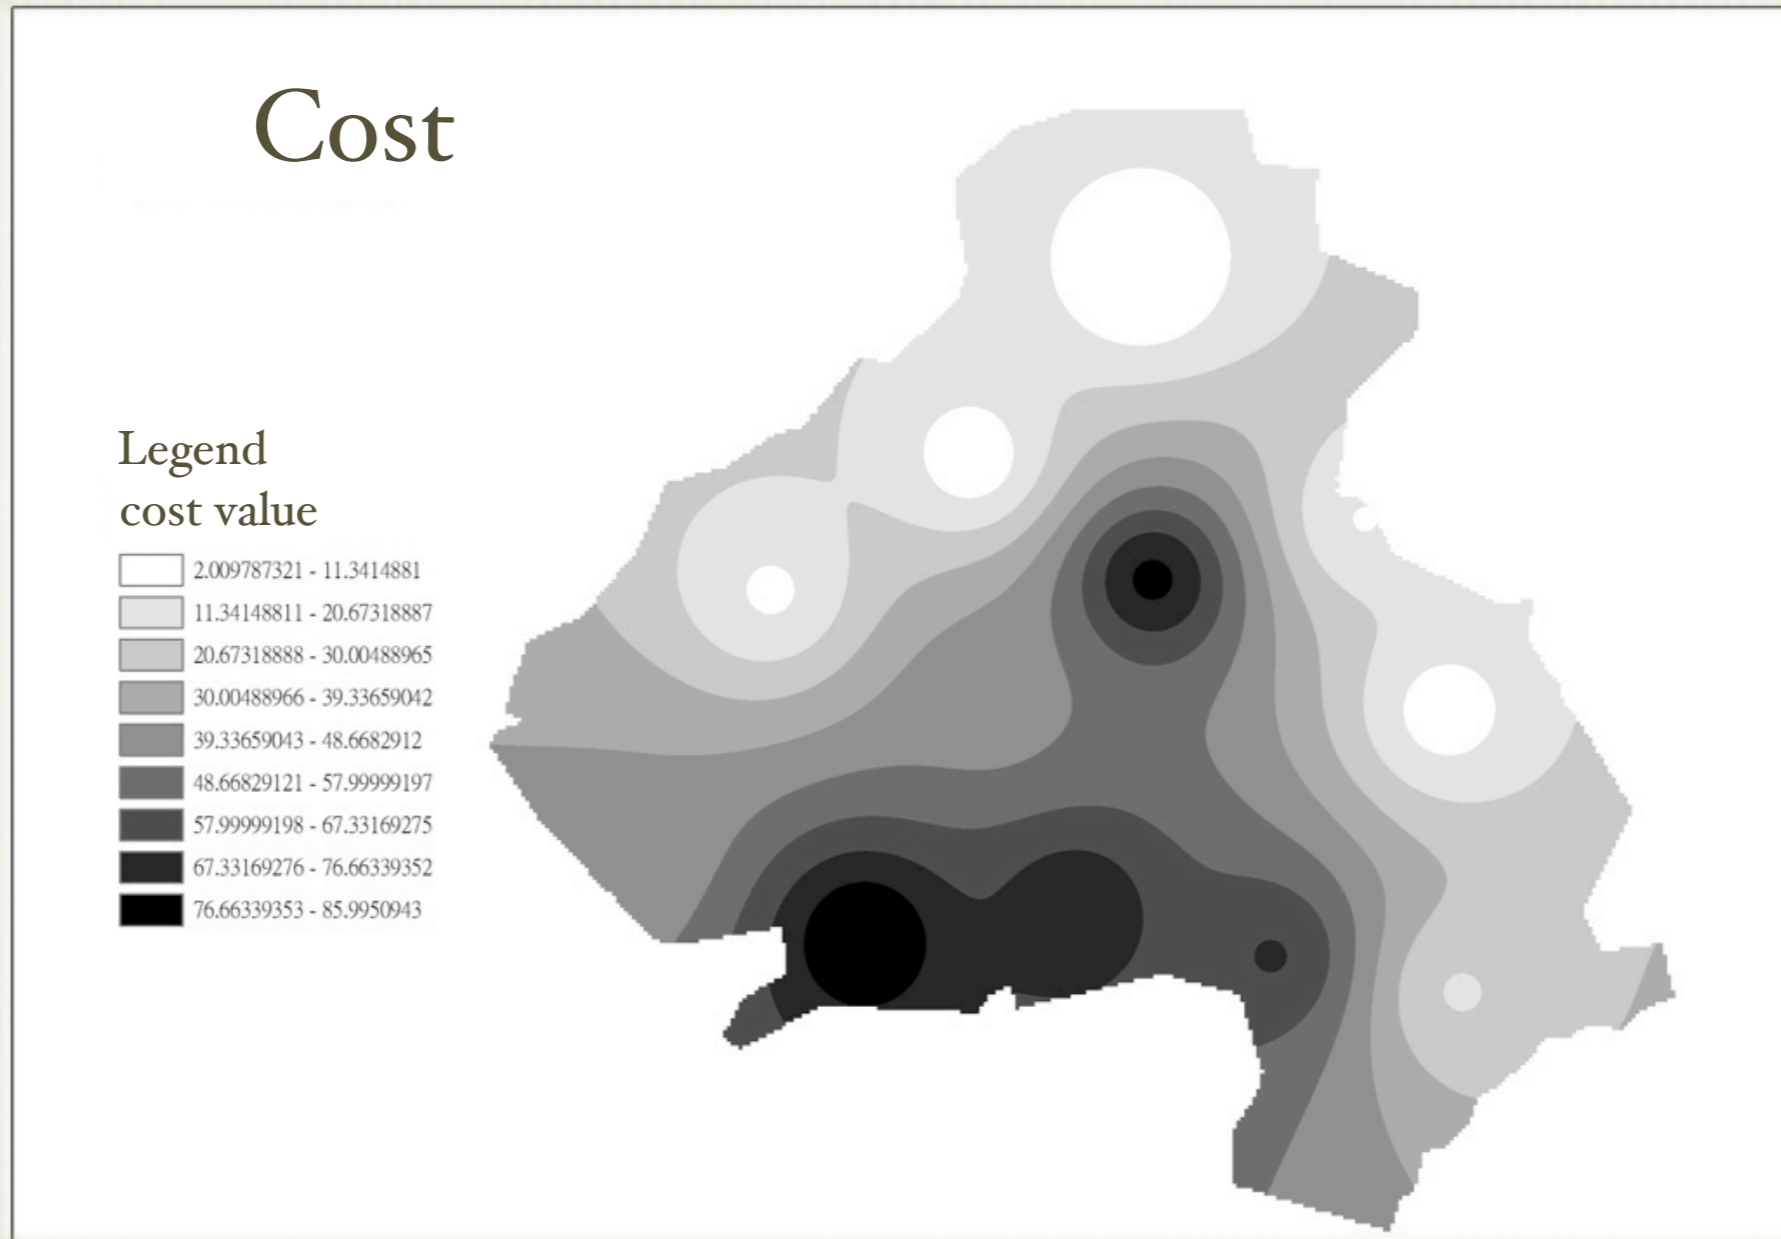 Cost
Legend
cost value
2.009787321 - 11.3414881
11.34148811 - 20.67318887
20.67318888 - 30.00488965
30.00488966 - 39.33659042
39.33659043 - 48.6682912
48.66829121 - 57.99999197
57.99999198 - 67.33169275
67.33169276 - 76.66339352
76.66339353 - 85.9950943